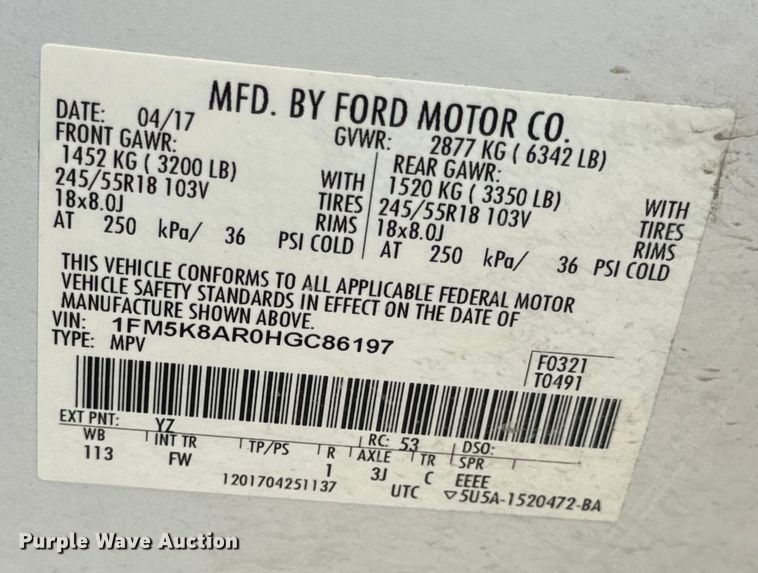 MFD. BY FORD MOTOR CO.
DATE: 04/17 GVWR: 2877 KG ( 6342 LB)
FRONT GAWR: REAR GAWR:
1452 KG ( 3200 LB) WITH 1520 KG ( 3350 LB) WITH
245/55R18 103V TIRES 245/55R18 103V TIRES
18x8.0J RIMS 18x8.0J RIMS
AT 250 kPa/ 36 PSI COLD AT 250 kPa/ 36 PSI COLD
THIS VEHICLE CONFORMS TO ALL APPLICABLE FEDERAL MOTOR
VEHICLE SAFETY STANDARDS IN EFFECT ON THE DATE OF
MANUFACTURE SHOWN ABOVE.
VIN: 1FM5K8AR0HGC86197
TYPE: MPV
F0321
T0491
EXT PNT: YZ RC: 53 DSO:
WB INT TR TP/PS R AXLE TR SPR
113 FW 1 3J C EEEE
1201704251137 UTC ▽5U5A-1520472-BA
Purple Wave Auction